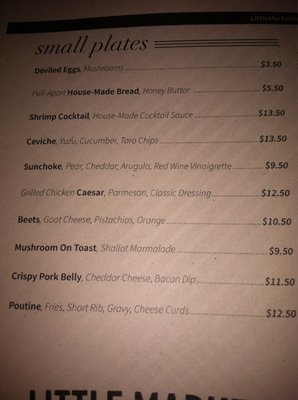 LittleMarket
small plates
Deviled Eggs, Mushrooms $3.50
Pull-Apart House-Made Bread, Honey Butter $5.50
Shrimp Cocktail, House-Made Cocktail Sauce $13.50
Ceviche, Yuzu, Cucumber, Taro Chips $13.50
Sunchoke, Pear, Cheddar, Arugula, Red Wine Vinaigrette $9.50
Grilled Chicken Caesar, Parmesan, Classic Dressing $12.50
Beets, Goat Cheese, Pistachios, Orange $10.50
Mushroom On Toast, Shallot Marmalade $9.50
Crispy Pork Belly, Cheddar Cheese, Bacon Dip $11.50
Poutine, Fries, Short Rib, Gravy, Cheese Curds $12.50
LITTLE MARKE